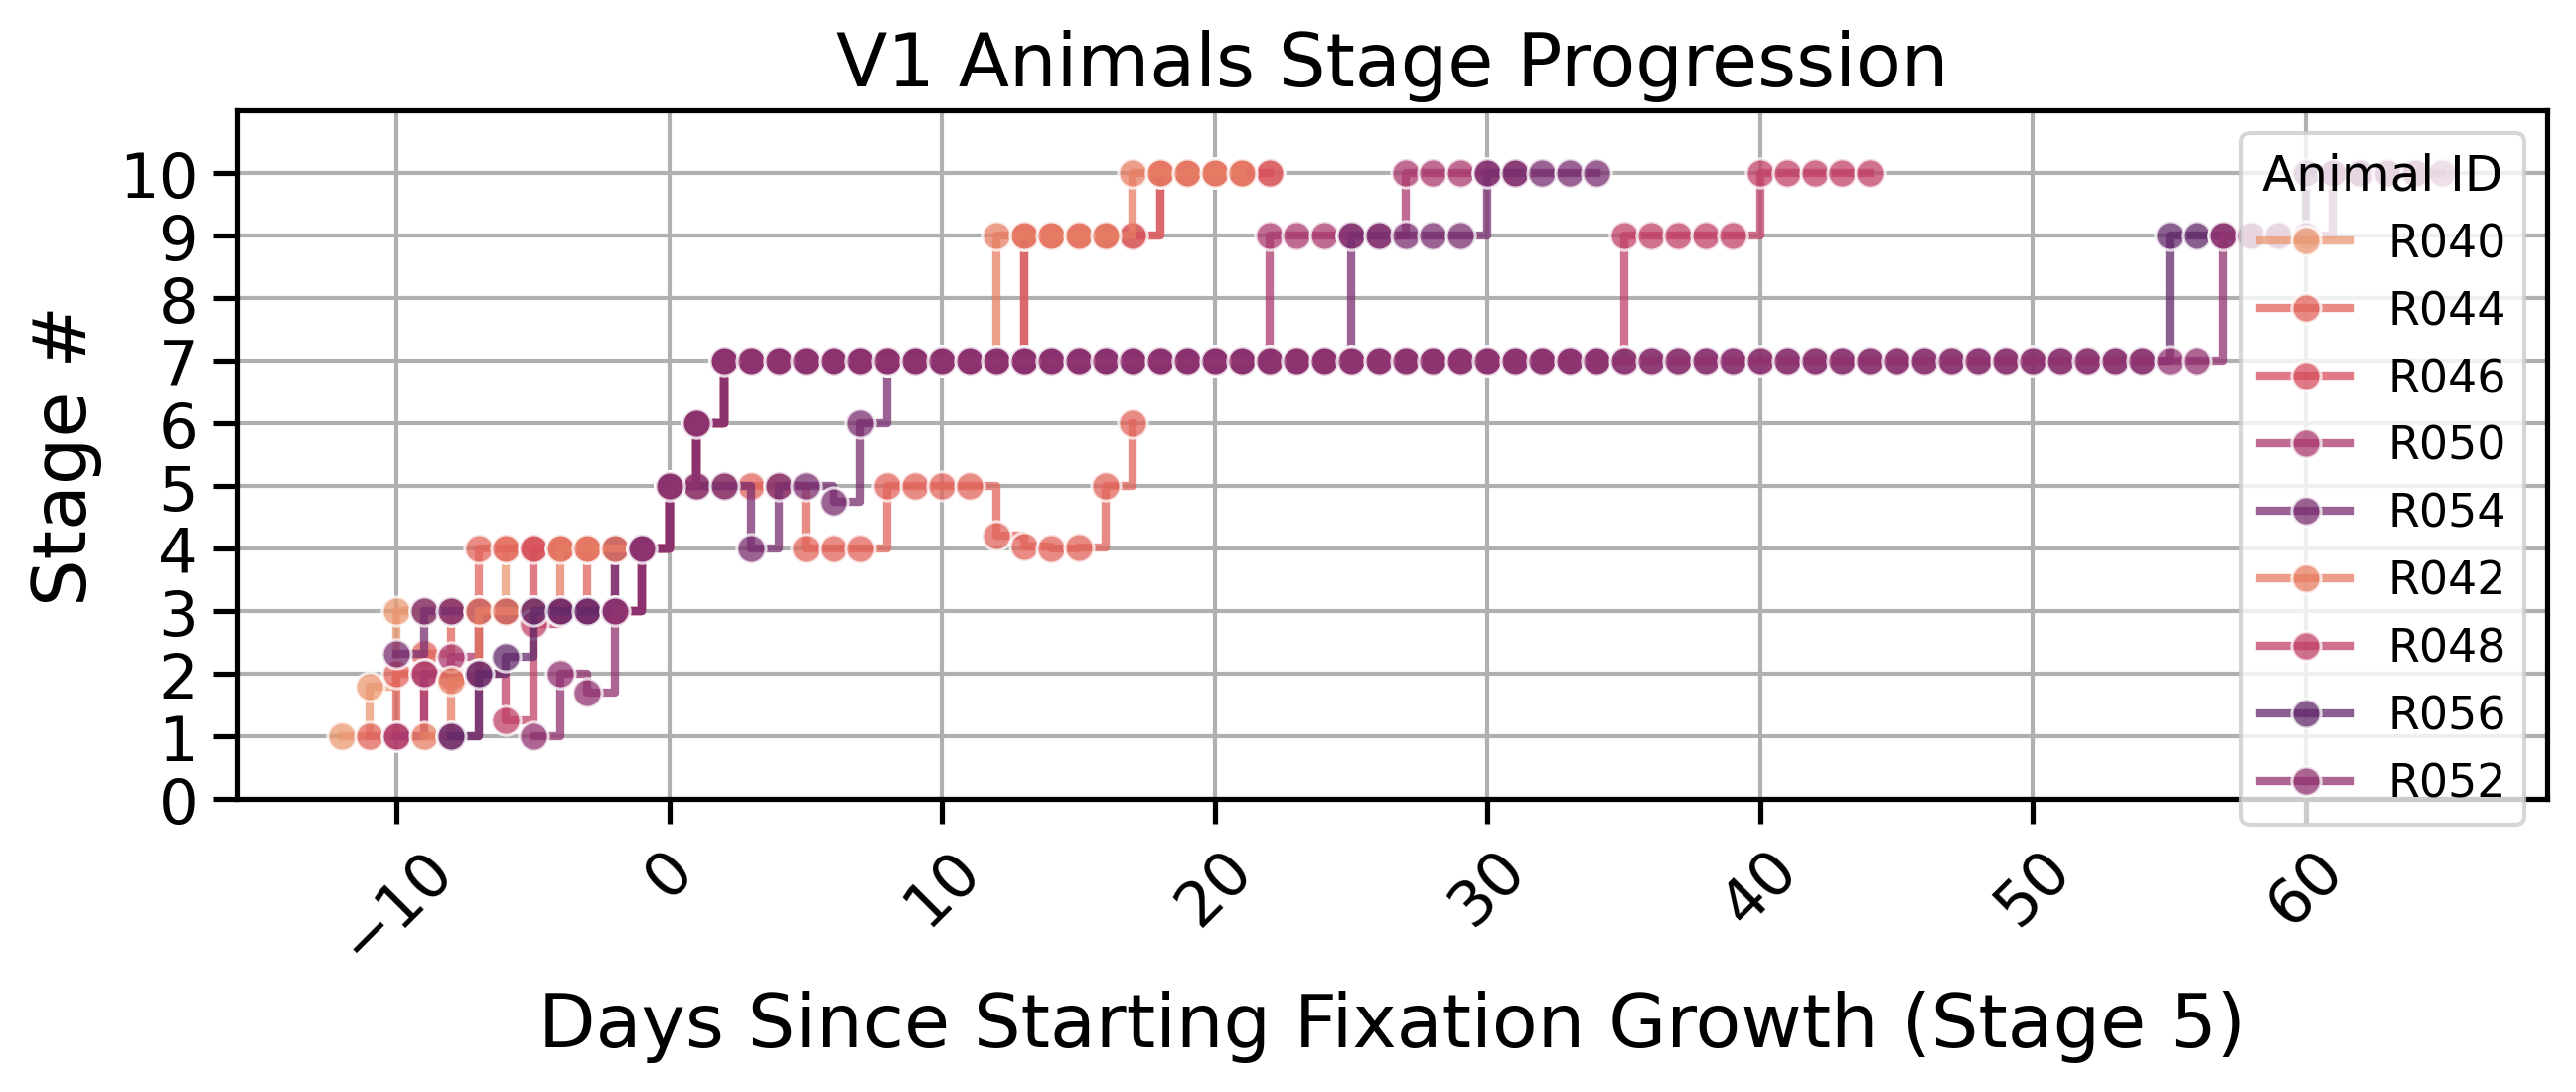 V1 Animals Stage Progression
Stage #
10
9
8
7
6
5
4
3
2
1
0
−10
0
10
20
30
40
50
60
Days Since Starting Fixation Growth (Stage 5)
Animal ID
R040
R044
R046
R050
R054
R042
R048
R056
R052